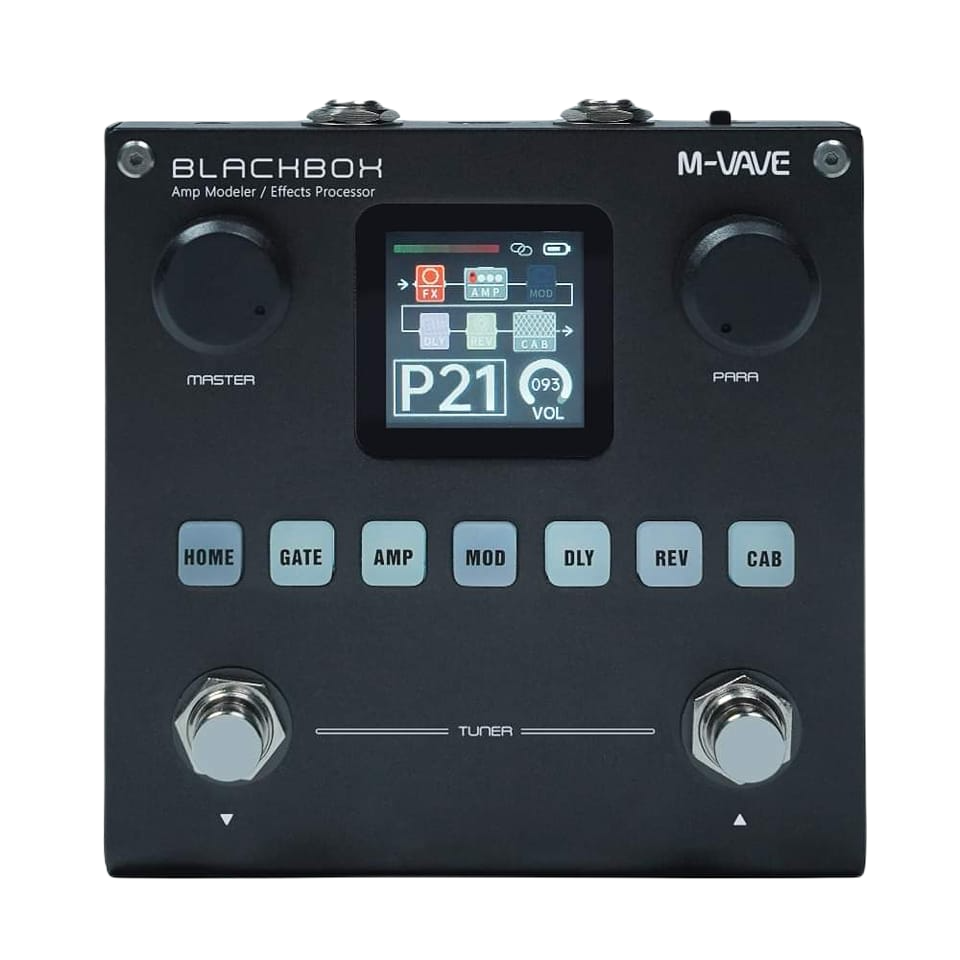 BLACKBOX
M-VAVE
Amp Modeler / Effects Processor
FX
AMP
MOD
DLY
REV
CAB
P21
093
VOL
MASTER
PARA
HOME
GATE
AMP
MOD
DLY
REV
CAB
TUNER